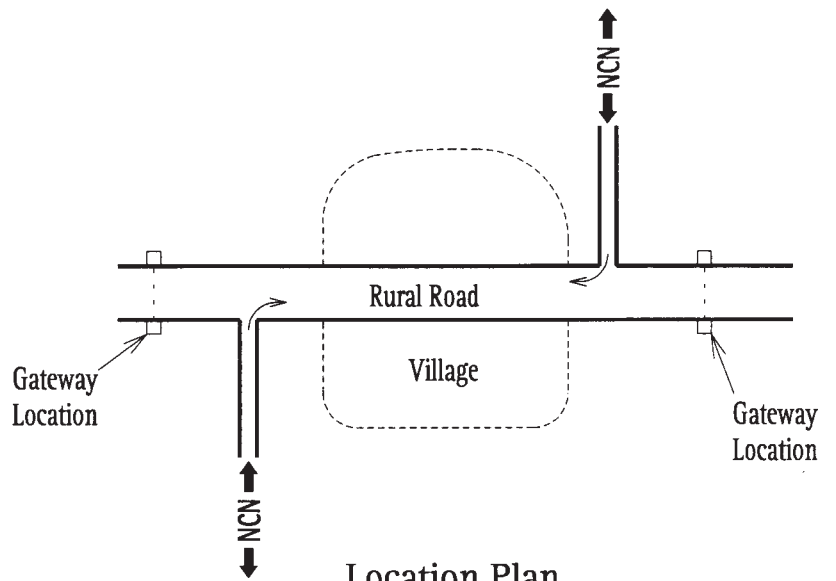 NCN
Rural Road
Village
Gateway
Location
Gateway
Location
NCN
Location Plan